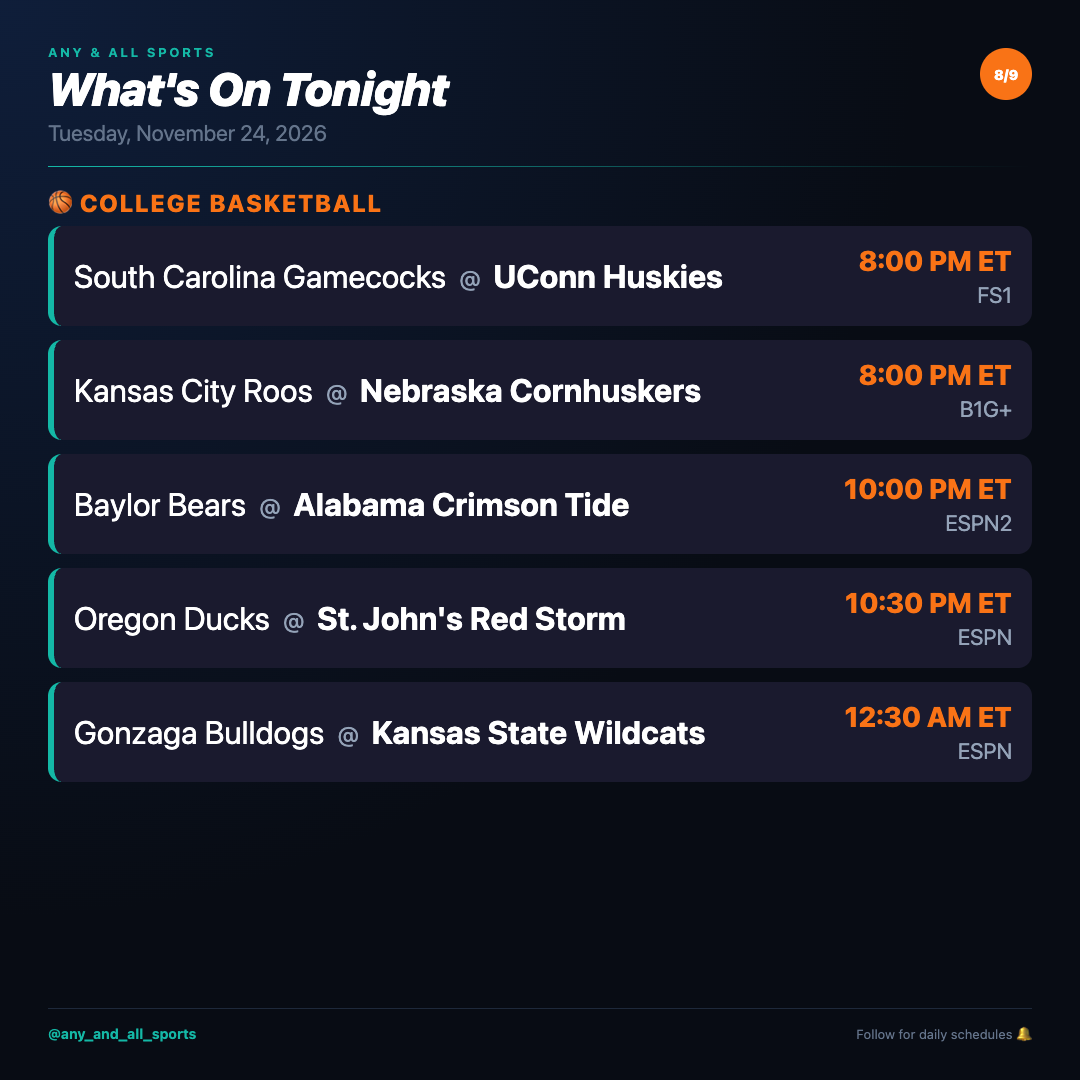 ANY & ALL SPORTS
What's On Tonight
Tuesday, November 24, 2026
8/9
🏀 COLLEGE BASKETBALL
South Carolina Gamecocks @ UConn Huskies
8:00 PM ET
FS1
Kansas City Roos @ Nebraska Cornhuskers
8:00 PM ET
B1G+
Baylor Bears @ Alabama Crimson Tide
10:00 PM ET
ESPN2
Oregon Ducks @ St. John's Red Storm
10:30 PM ET
ESPN
Gonzaga Bulldogs @ Kansas State Wildcats
12:30 AM ET
ESPN
@any_and_all_sports
Follow for daily schedules 🔔